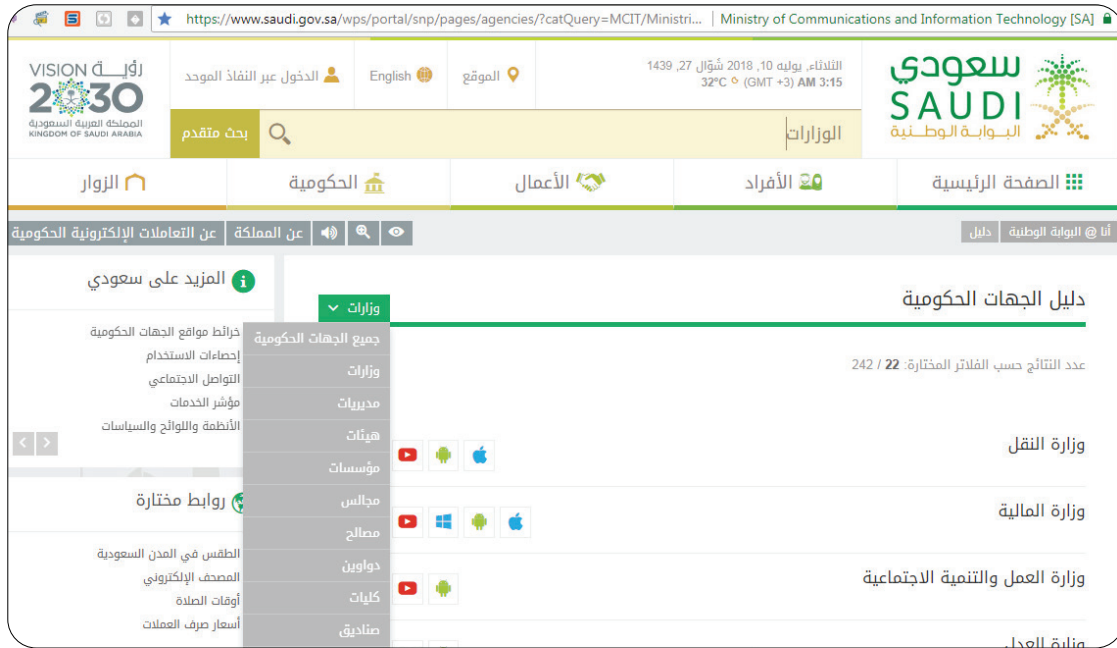 https://www.saudi.gov.sa/wps/portal/snp/pages/agencies/?catQuery=MCIT/Ministri... | Ministry of Communications and Information Technology [SA]
سعودي
SAUDI
البوابة الوطنية
الثلاثاء, يوليه 10, 2018 شوّال 27, 1439
32°C (GMT +3) AM 3:15
الموقع
English
الدخول عبر النفاذ الموحد
VISION رؤية
2030
المملكة العربية السعودية
KINGDOM OF SAUDI ARABIA
الوزارات
بحث متقدم
الصفحة الرئيسية
الأفراد
الأعمال
الحكومية
الزوار
أنا @ البوابة الوطنية
دليل
عن المملكة
عن التعاملات الإلكترونية الحكومية
دليل الجهات الحكومية
وزارات
عدد النتائج حسب الفلاتر المختارة: 22 / 242
وزارة النقل
وزارة المالية
وزارة العمل والتنمية الاجتماعية
وزارة العدل
جميع الجهات الحكومية
وزارات
مديريات
هيئات
مؤسسات
مجالس
مصالح
دواوين
كليات
صناديق
المزيد على سعودي
خرائط مواقع الجهات الحكومية
إحصاءات الاستخدام
التواصل الاجتماعي
مؤشر الخدمات
الأنظمة واللوائح والسياسات
روابط مختارة
الطقس في المدن السعودية
المصحف الإلكتروني
أوقات الصلاة
أسعار صرف العملات